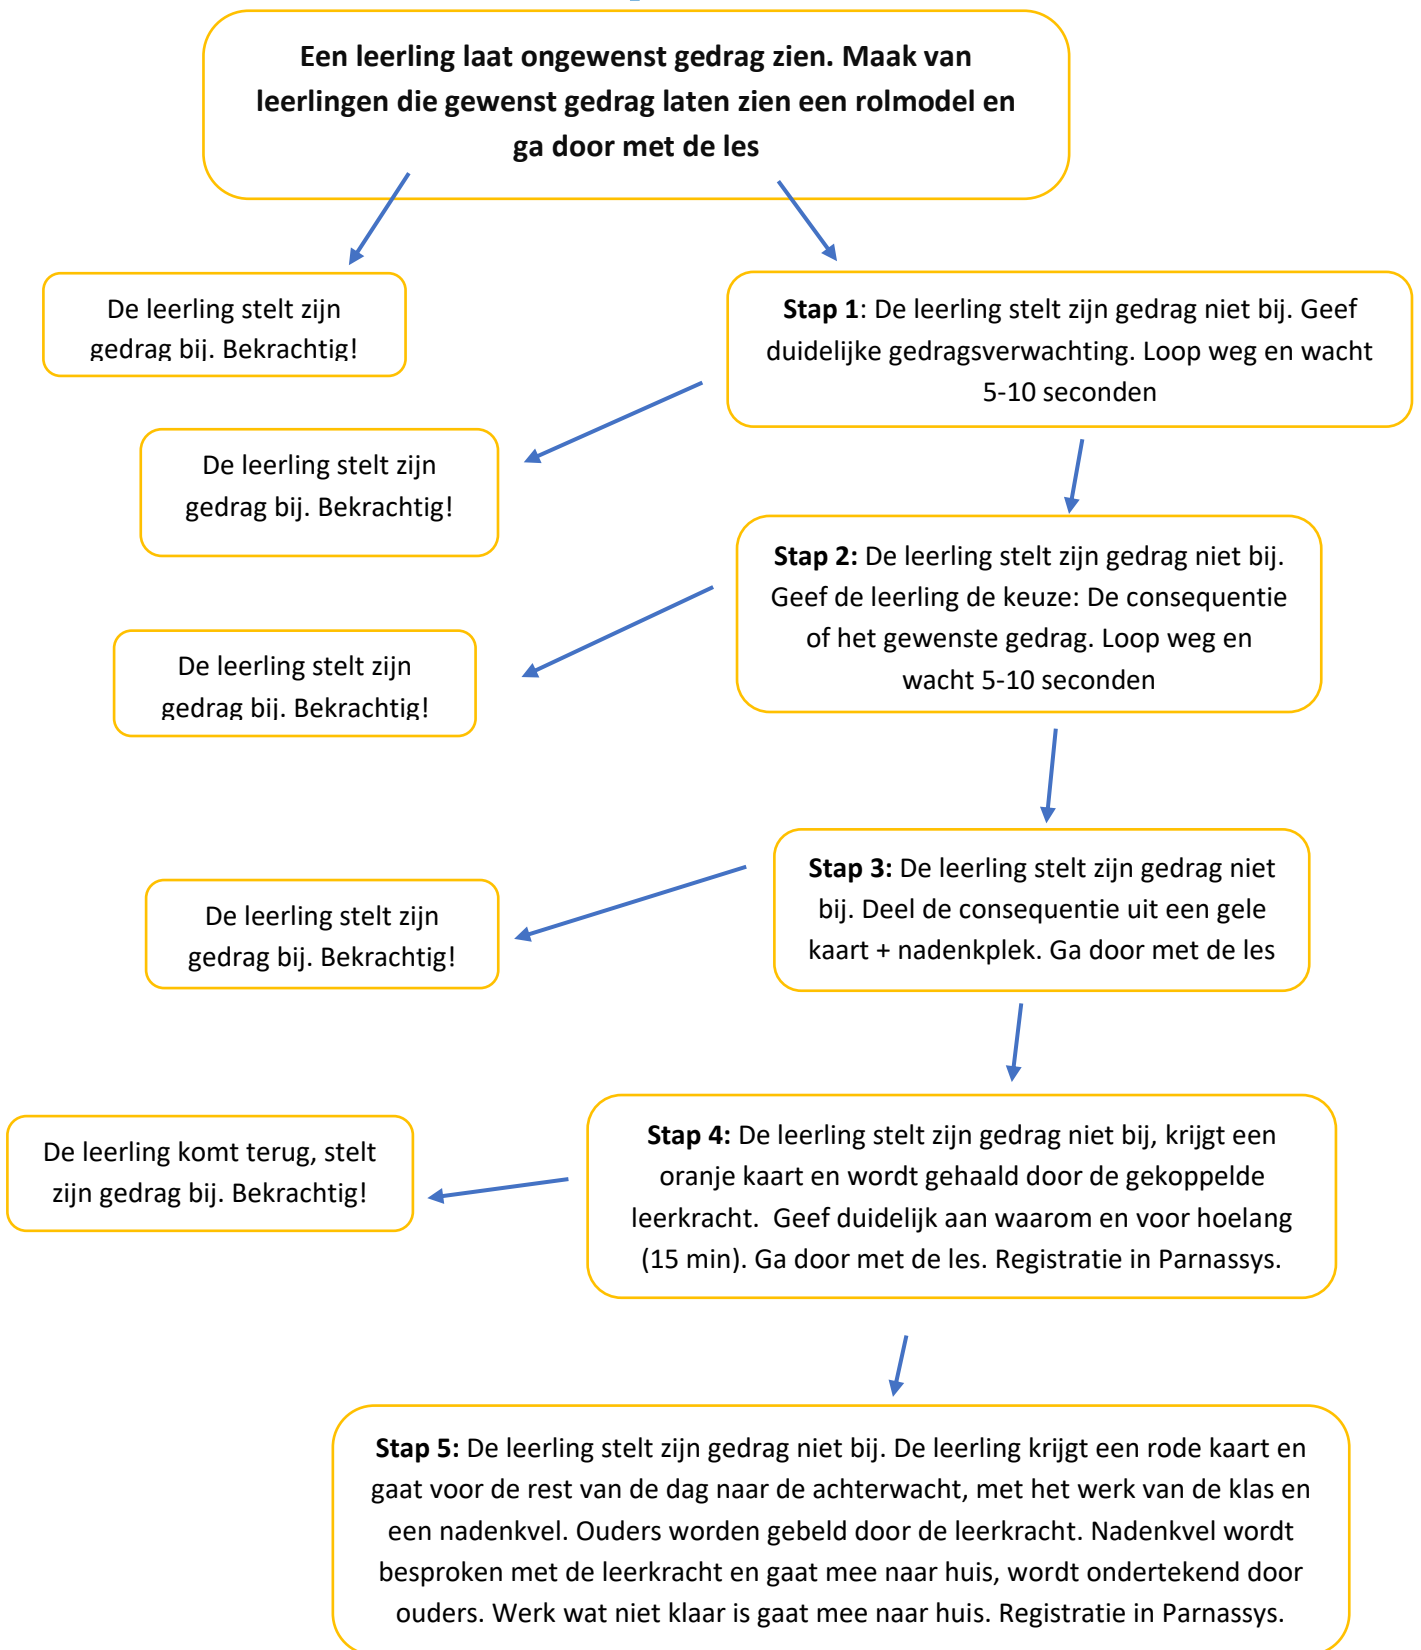 Een leerling laat ongewenst gedrag zien. Maak van
leerlingen die gewenst gedrag laten zien een rolmodel en
ga door met de les
De leerling stelt zijn
gedrag bij. Bekrachtig!
Stap 1: De leerling stelt zijn gedrag niet bij. Geef
duidelijke gedragsverwachting. Loop weg en wacht
5-10 seconden
De leerling stelt zijn
gedrag bij. Bekrachtig!
Stap 2: De leerling stelt zijn gedrag niet bij.
Geef de leerling de keuze: De consequentie
of het gewenste gedrag. Loop weg en
wacht 5-10 seconden
De leerling stelt zijn
gedrag bij. Bekrachtig!
Stap 3: De leerling stelt zijn gedrag niet
bij. Deel de consequentie uit een gele
kaart + nadenkplek. Ga door met de les
De leerling stelt zijn
gedrag bij. Bekrachtig!
Stap 4: De leerling stelt zijn gedrag niet bij, krijgt een
oranje kaart en wordt gehaald door de gekoppelde
leerkracht.  Geef duidelijk aan waarom en voor hoelang
(15 min). Ga door met de les. Registratie in Parnassys.
De leerling komt terug, stelt
zijn gedrag bij. Bekrachtig!
Stap 5: De leerling stelt zijn gedrag niet bij. De leerling krijgt een rode kaart en
gaat voor de rest van de dag naar de achterwacht, met het werk van de klas en
een nadenkvel. Ouders worden gebeld door de leerkracht. Nadenkvel wordt
besproken met de leerkracht en gaat mee naar huis, wordt ondertekend door
ouders. Werk wat niet klaar is gaat mee naar huis. Registratie in Parnassys.